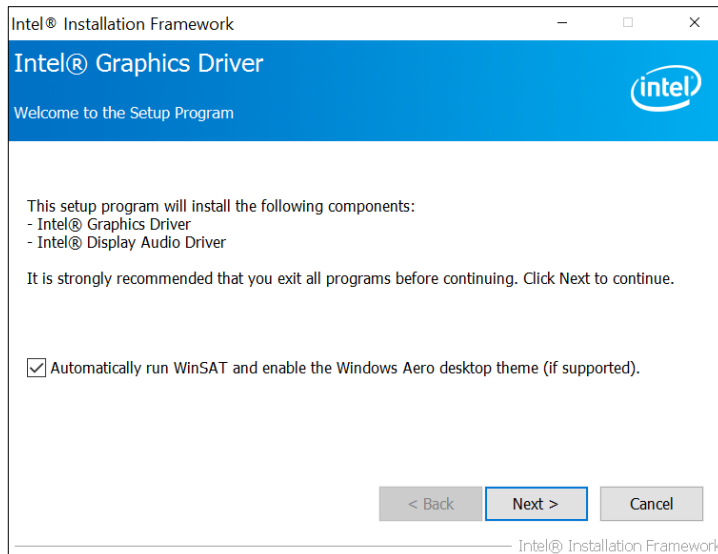 Intel® Installation Framework
Intel® Graphics Driver
intel
Welcome to the Setup Program
This setup program will install the following components:
- Intel® Graphics Driver
- Intel® Display Audio Driver
It is strongly recommended that you exit all programs before continuing. Click Next to continue.
Automatically run WinSAT and enable the Windows Aero desktop theme (if supported).
< Back Next > Cancel
Intel® Installation Framework